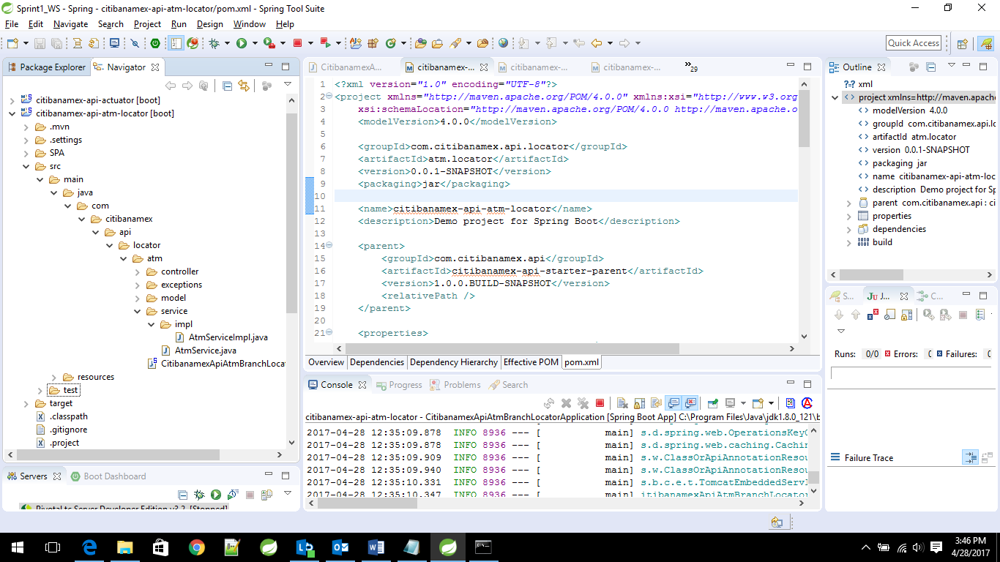 Sprint1_WS - Spring - citibanamex-api-atm-locator/pom.xml - Spring Tool Suite
File Edit Navigate Search Project Run Design Window Help
Quick Access
Package Explorer Navigator
citibanamex-api-actuator [boot]
citibanamex-api-atm-locator [boot]
.mvn
.settings
SPA
src
main
java
com
citibanamex
api
locator
atm
controller
exceptions
model
service
impl
AtmServiceImpl.java
AtmService.java
CitibanamexApiAtmBranchLoca
resources
test
target
.classpath
.gitignore
.project
Servers Boot Dashboard
Pivotal tc Server Developer Edition v3.2 [Stopped]
CitibanamexA... citibanamex-... citibanamex-... citibanamex-... 29
1 <?xml version="1.0" encoding="UTF-8"?>
2 <project xmlns="http://maven.apache.org/POM/4.0.0" xmlns:xsi="http://www.w3.org
3 xsi:schemaLocation="http://maven.apache.org/POM/4.0.0 http://maven.apache.o
4 <modelVersion>4.0.0</modelVersion>
5
6 <groupId>com.citibanamex.api.locator</groupId>
7 <artifactId>atm.locator</artifactId>
8 <version>0.0.1-SNAPSHOT</version>
9 <packaging>jar</packaging>
10
11 <name>citibanamex-api-atm-locator</name>
12 <description>Demo project for Spring Boot</description>
13
14 <parent>
15 <groupId>com.citibanamex.api</groupId>
16 <artifactId>citibanamex-api-starter-parent</artifactId>
17 <version>1.0.0.BUILD-SNAPSHOT</version>
18 <relativePath />
19 </parent>
20
21 <properties>
Overview Dependencies Dependency Hierarchy Effective POM pom.xml
Console Progress Problems Search
citibanamex-api-atm-locator - CitibanamexApiAtmBranchLocatorApplication [Spring Boot App] C:\Program Files\Java\jdk1.8.0_121\b
2017-04-28 12:35:09.878 INFO 8936 --- [ main] s.d.spring.web.OperationsKeyG
2017-04-28 12:35:09.878 INFO 8936 --- [ main] s.d.spring.web.caching.Cachin
2017-04-28 12:35:09.909 INFO 8936 --- [ main] s.w.ClassOrApiAnnotationResou
2017-04-28 12:35:09.940 INFO 8936 --- [ main] s.w.ClassOrApiAnnotationResou
2017-04-28 12:35:10.331 INFO 8936 --- [ main] s.b.c.e.t.TomcatEmbeddedServl
2017-04-28 12:35:10.347 INFO 8936 --- [ main] itibanamexApiAtmBranchLocator
Outline
?? xml
project xmlns=http://maven.apache
modelVersion 4.0.0
groupId com.citibanamex.api.lo
artifactId atm.locator
version 0.0.1-SNAPSHOT
packaging jar
name citibanamex-api-atm-loc
description Demo project for Sp
parent com.citibanamex.api : ci
properties
dependencies
build
S... J... C...
Runs: 0/0 Errors: Failures:
Failure Trace
3:46 PM
4/28/2017